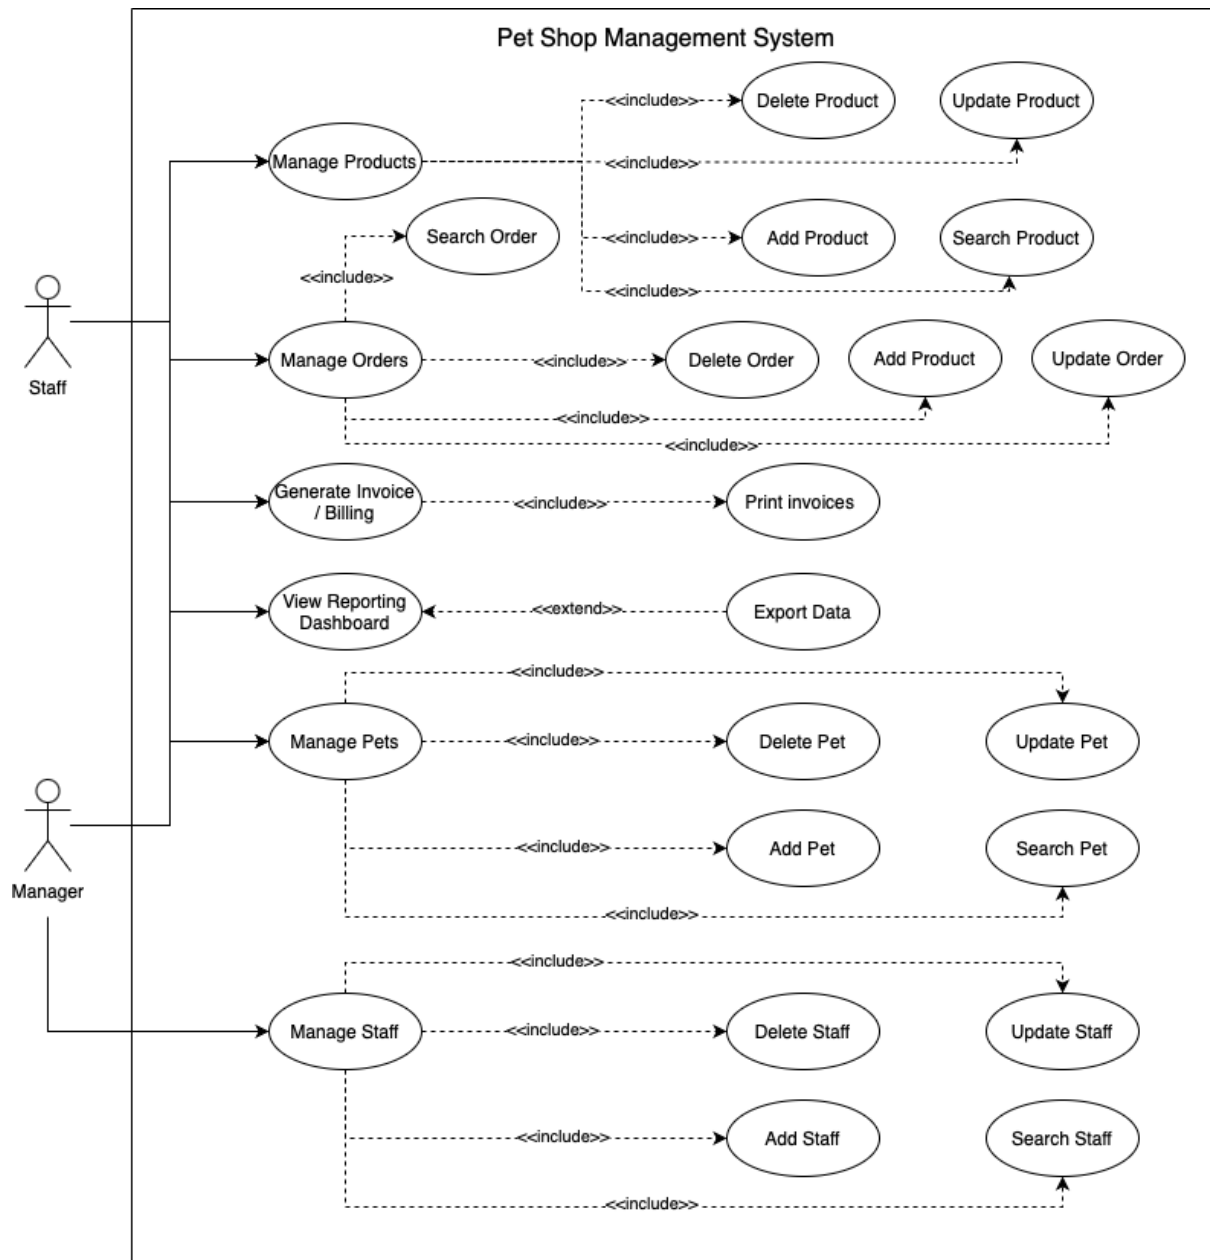 Pet Shop Management System
<<include>>
Delete Product
Update Product
Manage Products
<<include>>
Search Order
<<include>>
Add Product
Search Product
<<include>>
<<include>>
Staff
Manage Orders
<<include>>
Delete Order
Add Product
Update Order
<<include>>
<<include>>
Generate Invoice
/ Billing
<<include>>
Print invoices
View Reporting
Dashboard
<<extend>>
Export Data
<<include>>
Manage Pets
<<include>>
Delete Pet
Update Pet
Manager
<<include>>
Add Pet
Search Pet
<<include>>
<<include>>
Manage Staff
<<include>>
Delete Staff
Update Staff
<<include>>
Add Staff
Search Staff
<<include>>